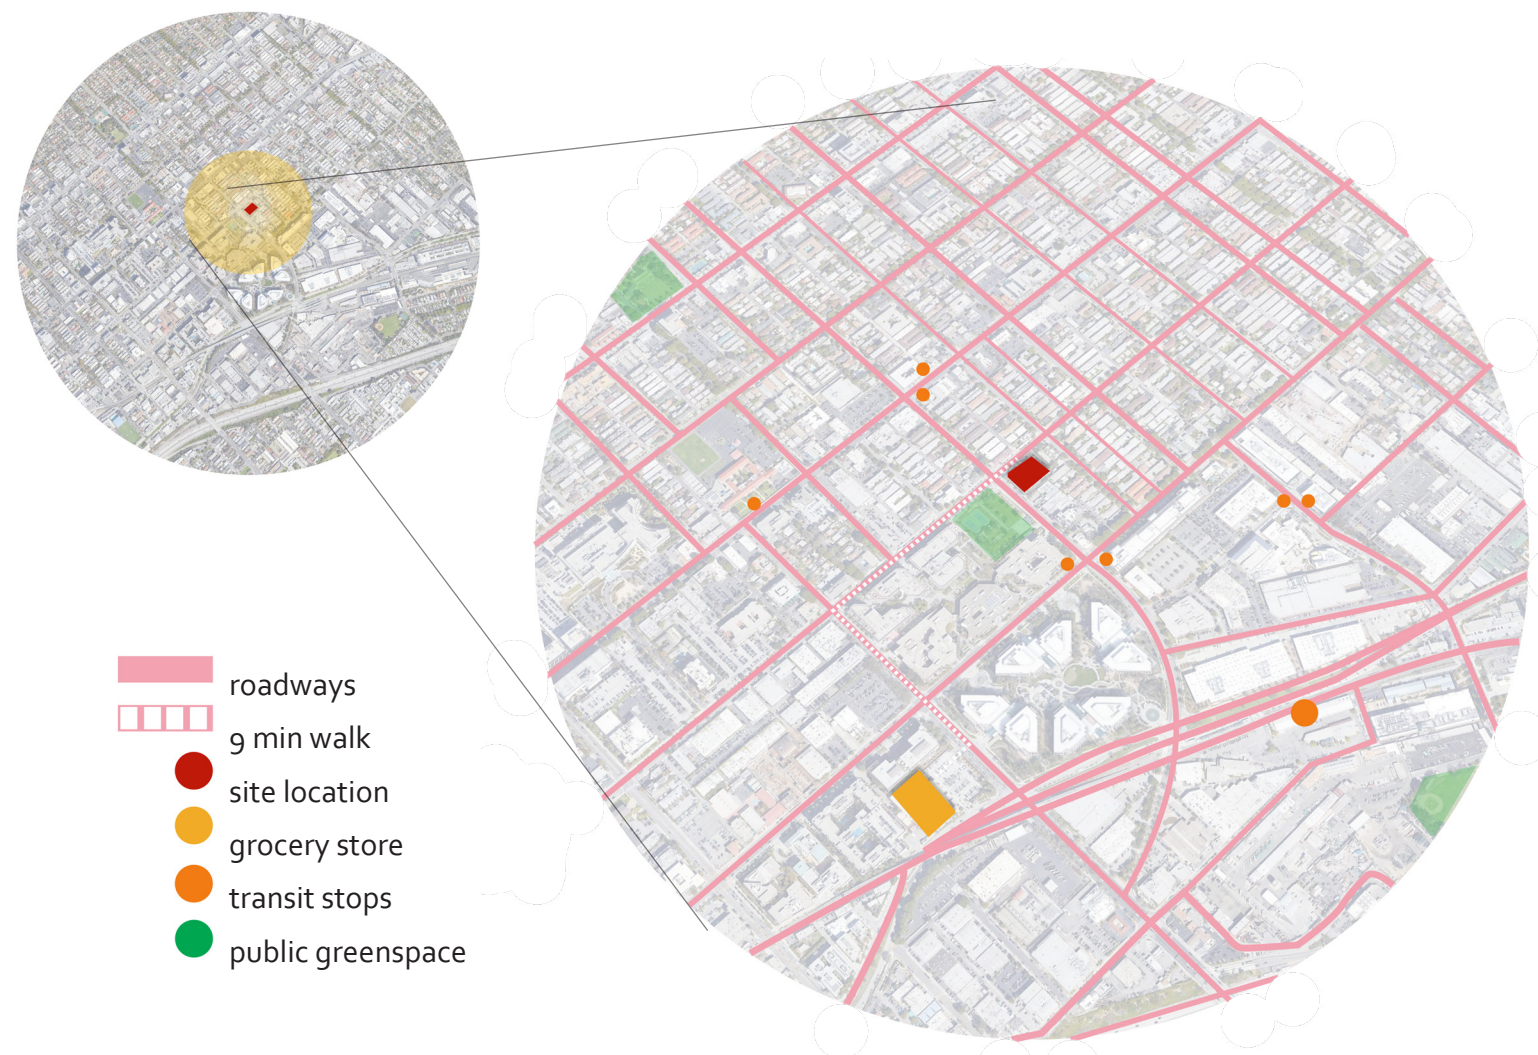 roadways
9 min walk
site location
grocery store
transit stops
public greenspace